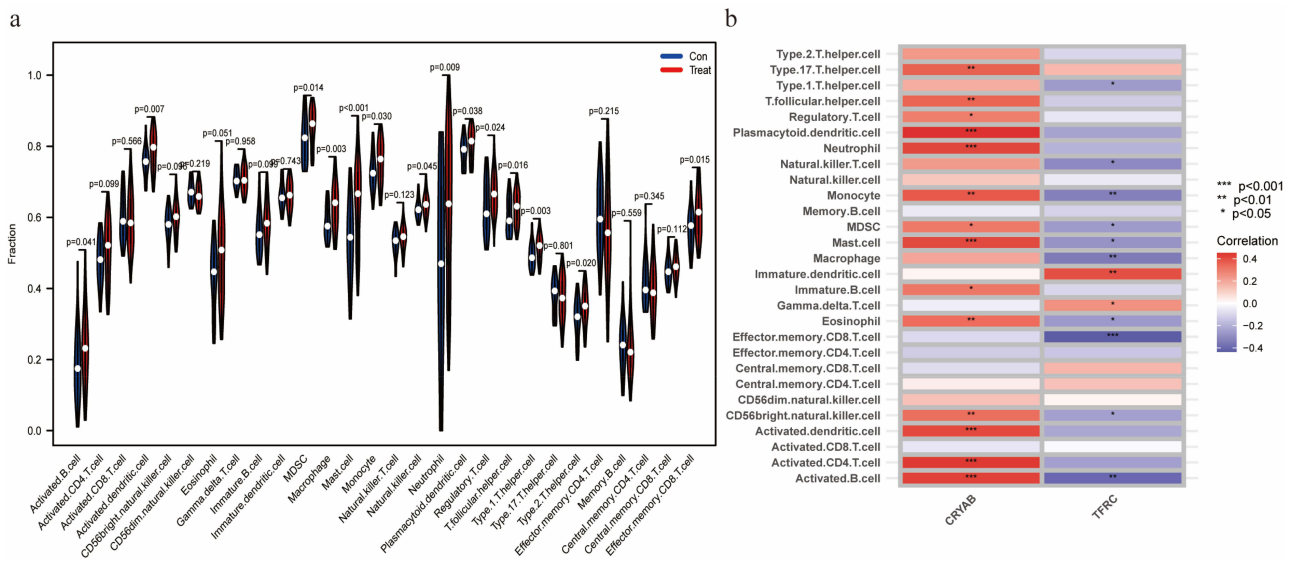 a
b
Con
Treat
Fraction
1.0
0.8
0.6
0.4
0.2
0.0
p=0.041
p=0.099
p=0.566
p=0.007
p=0.096
p=0.219
p=0.051
p=0.958
p=0.095
p=0.743
p=0.014
p=0.003
p<0.001
p=0.030
p=0.123
p=0.045
p=0.009
p=0.038
p=0.024
p=0.016
p=0.003
p=0.801
p=0.020
p=0.215
p=0.559
p=0.345
p=0.112
p=0.015
Activated.B.cell
Activated.CD4.T.cell
Activated.CD8.T.cell
Activated.dendritic.cell
CD56bright.natural.killer.cell
CD56dim.natural.killer.cell
Eosinophil
Gamma.delta.T.cell
Immature.B.cell
Immature.dendritic.cell
MDSC
Macrophage
Mast.cell
Monocyte
Natural.killer.T.cell
Natural.killer.cell
Neutrophil
Plasmacytoid.dendritic.cell
Regulatory.T.cell
T.follicular.helper.cell
Type.1.T.helper.cell
Type.17.T.helper.cell
Type.2.T.helper.cell
Effector.memory.CD4.T.cell
Memory.B.cell
Central.memory.CD4.T.cell
Effector.memory.CD8.T.cell
Effector.memory.CD8.T.cell
Type.2.T.helper.cell
Type.17.T.helper.cell **
Type.1.T.helper.cell *
T.follicular.helper.cell **
Regulatory.T.cell *
Plasmacytoid.dendritic.cell ***
Neutrophil ***
Natural.killer.T.cell *
Natural.killer.cell
Monocyte ** **
Memory.B.cell
MDSC * *
Mast.cell *** *
Macrophage **
Immature.dendritic.cell **
Immature.B.cell *
Gamma.delta.T.cell *
Eosinophil ** *
Effector.memory.CD8.T.cell ***
Effector.memory.CD4.T.cell
Central.memory.CD8.T.cell
Central.memory.CD4.T.cell
CD56dim.natural.killer.cell
CD56bright.natural.killer.cell ** *
Activated.dendritic.cell ***
Activated.CD8.T.cell
Activated.CD4.T.cell ***
Activated.B.cell *** **
CRYAB
TFRC
*** p<0.001
** p<0.01
* p<0.05
Correlation
0.4
0.2
0.0
−0.2
−0.4